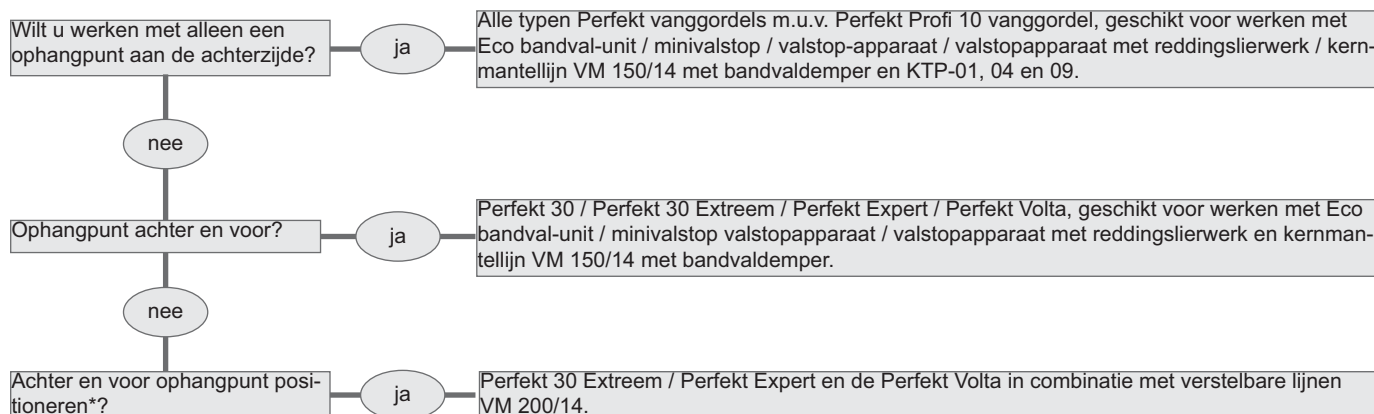 Wilt u werken met alleen een
ophangpunt aan de achterzijde?
ja
Alle typen Perfekt vanggordels m.u.v. Perfekt Profi 10 vanggordel, geschikt voor werken met
Eco bandval-unit / minivalstop / valstop-apparaat / valstopapparaat met reddingslierwerk / kern-
mantellijn VM 150/14 met bandvaldemper en KTP-01, 04 en 09.
nee
Ophangpunt achter en voor?
ja
Perfekt 30 / Perfekt 30 Extreem / Perfekt Expert / Perfekt Volta, geschikt voor werken met Eco
bandval-unit / minivalstop valstopapparaat / valstopapparaat met reddingslierwerk en kernman-
tellijn VM 150/14 met bandvaldemper.
nee
Achter en voor ophangpunt posi-
tioneren*?
ja
Perfekt 30 Extreem / Perfekt Expert en de Perfekt Volta in combinatie met verstelbare lijnen
VM 200/14.